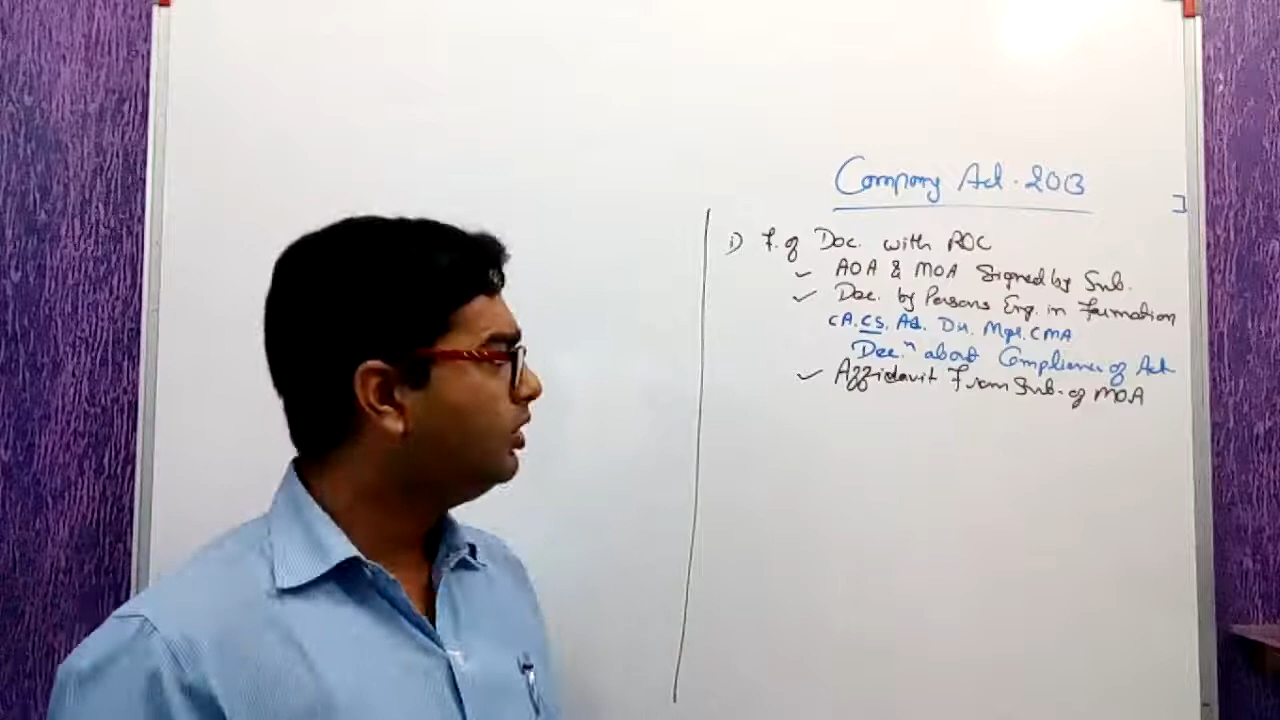 Company Act. 2013
1) F. of Doc. with ROC
✓ AOA & MOA Signed by Sub.
✓ Dec. by Persons Eng. in Formation
CA. CS. Ad. Dir. Mgr. CMA
Decⁿ about Compliance of Act
✓ Affidavit From Sub. of MOA